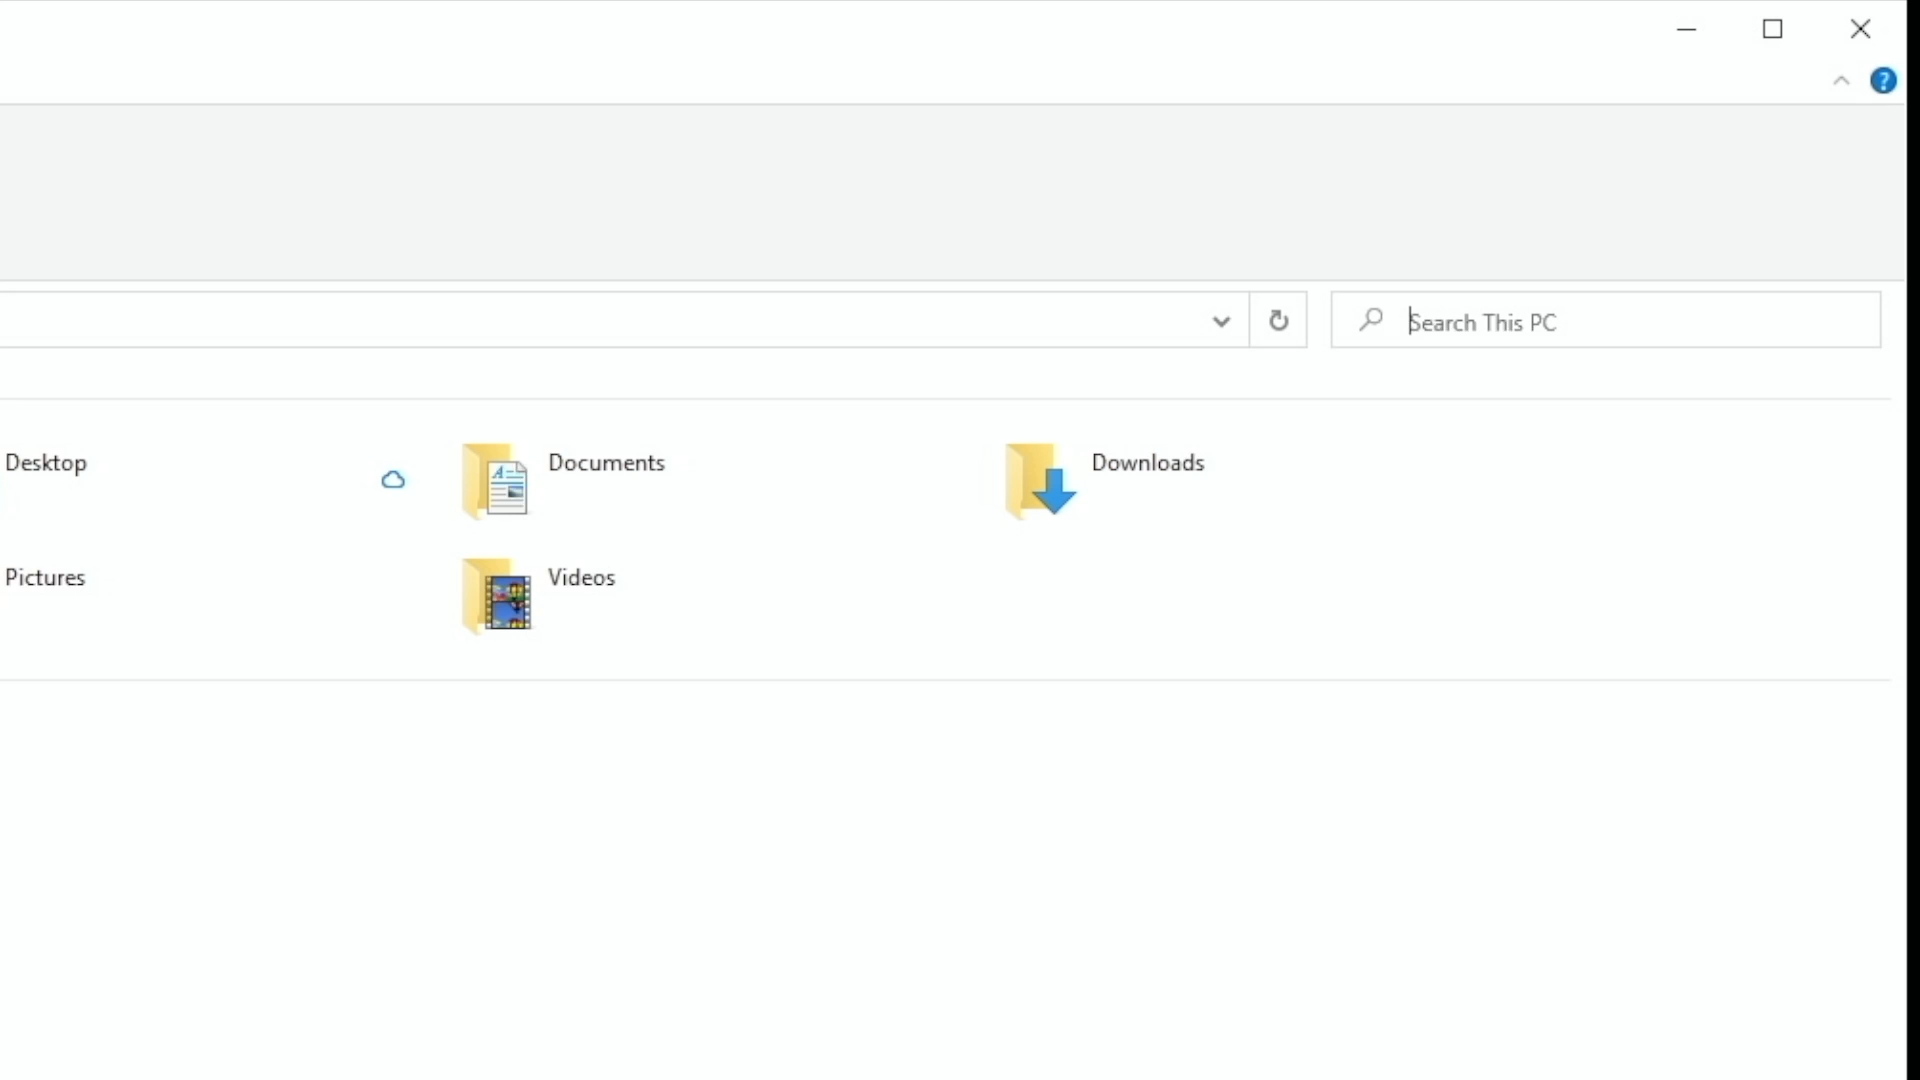 ?
Search This PC
Desktop
Documents
Downloads
Pictures
Videos